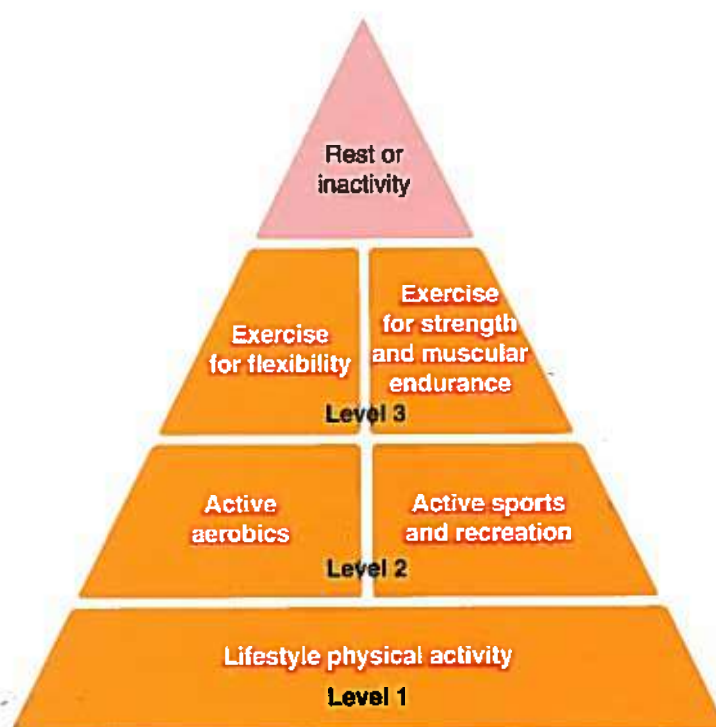 Rest or
inactivity
Exercise
for flexibility
Exercise
for strength
and muscular
endurance
Level 3
Active
aerobics
Active sports
and recreation
Level 2
Lifestyle physical activity
Level 1